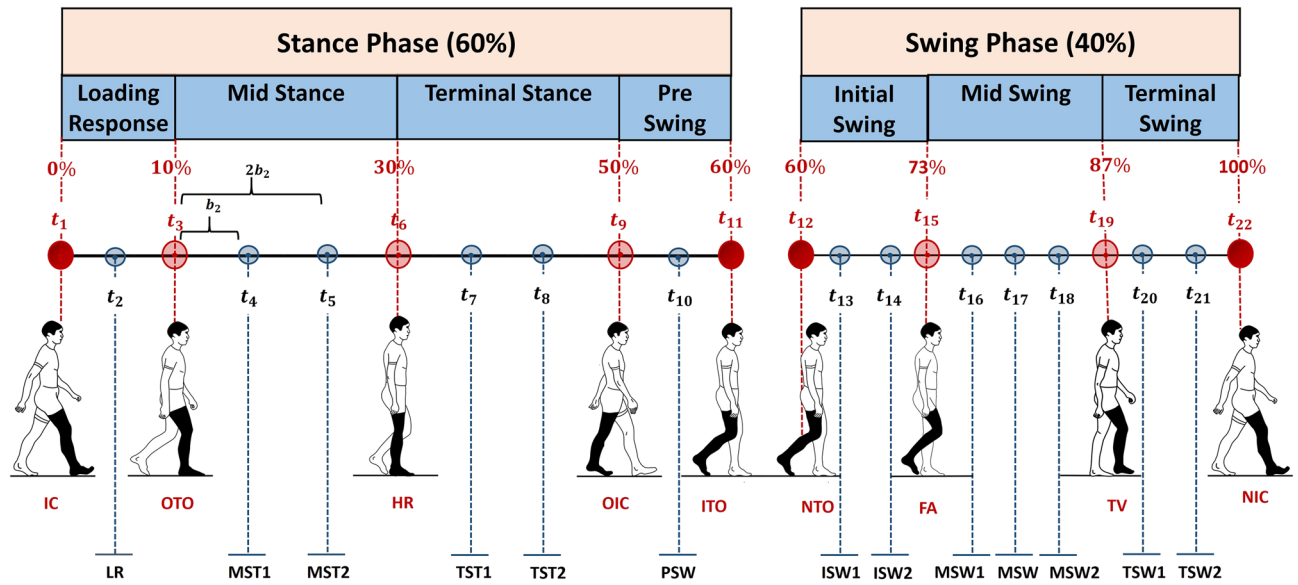 Stance Phase (60%)
Swing Phase (40%)
Loading
Response
Mid Stance
Terminal Stance
Pre
Swing
Initial
Swing
Mid Swing
Terminal
Swing
0%
10%
30%
50%
60%
60%
73%
87%
100%
2b₂
b₂
t₁
t₃
t₆
t₉
t₁₁
t₁₂
t₁₅
t₁₉
t₂₂
t₂
t₄
t₅
t₇
t₈
t₁₀
t₁₃
t₁₄
t₁₆
t₁₇
t₁₈
t₂₀
t₂₁
IC
OTO
HR
OIC
ITO
NTO
FA
TV
NIC
LR
MST1
MST2
TST1
TST2
PSW
ISW1
ISW2
MSW1
MSW
MSW2
TSW1
TSW2